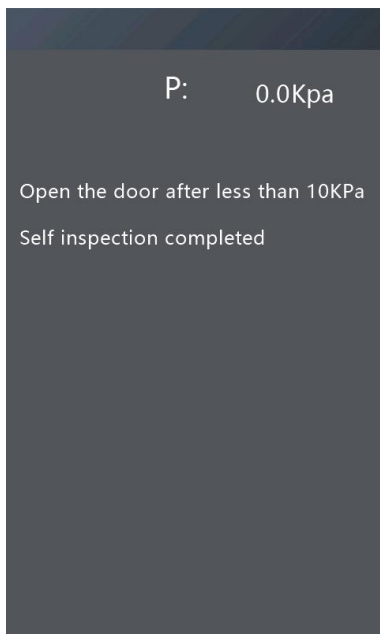 P: 0.0Kpa
Open the door after less than 10KPa
Self inspection completed